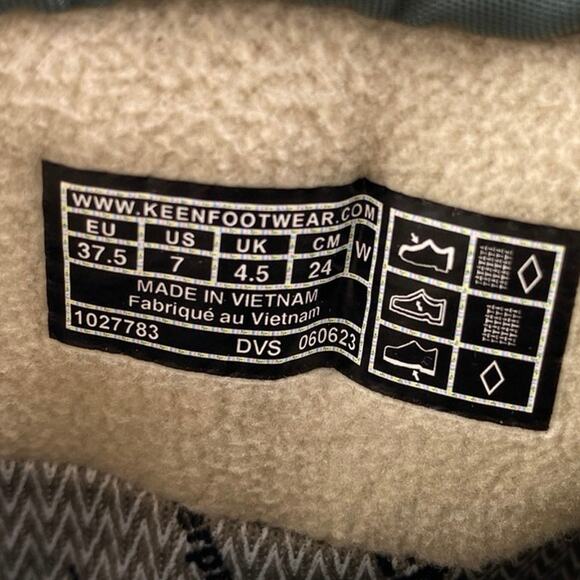 WWW.KEENFOOTWEAR.COM
EU US UK CM W
37.5 7 4.5 24
MADE IN VIETNAM
Fabriqué au Vietnam
1027783 DVS 060623